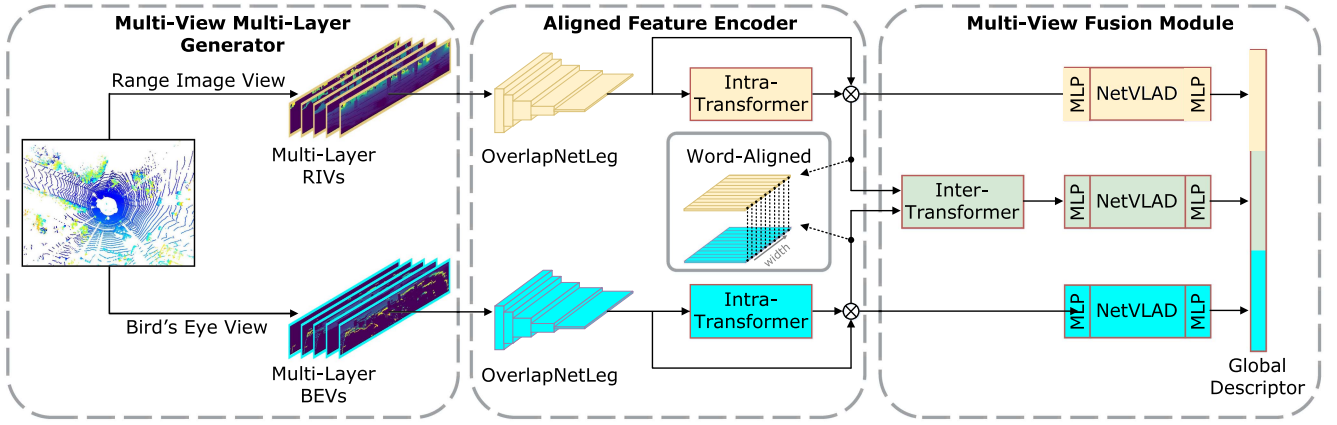 Multi-View Multi-Layer
Generator
Range Image View
Multi-Layer
RIVs
Bird's Eye View
Multi-Layer
BEVs
Aligned Feature Encoder
OverlapNetLeg
Intra-
Transformer
Word-Aligned
width
OverlapNetLeg
Intra-
Transformer
Multi-View Fusion Module
MLP
NetVLAD
MLP
Inter-
Transformer
MLP
NetVLAD
MLP
MLP
NetVLAD
MLP
Global
Descriptor